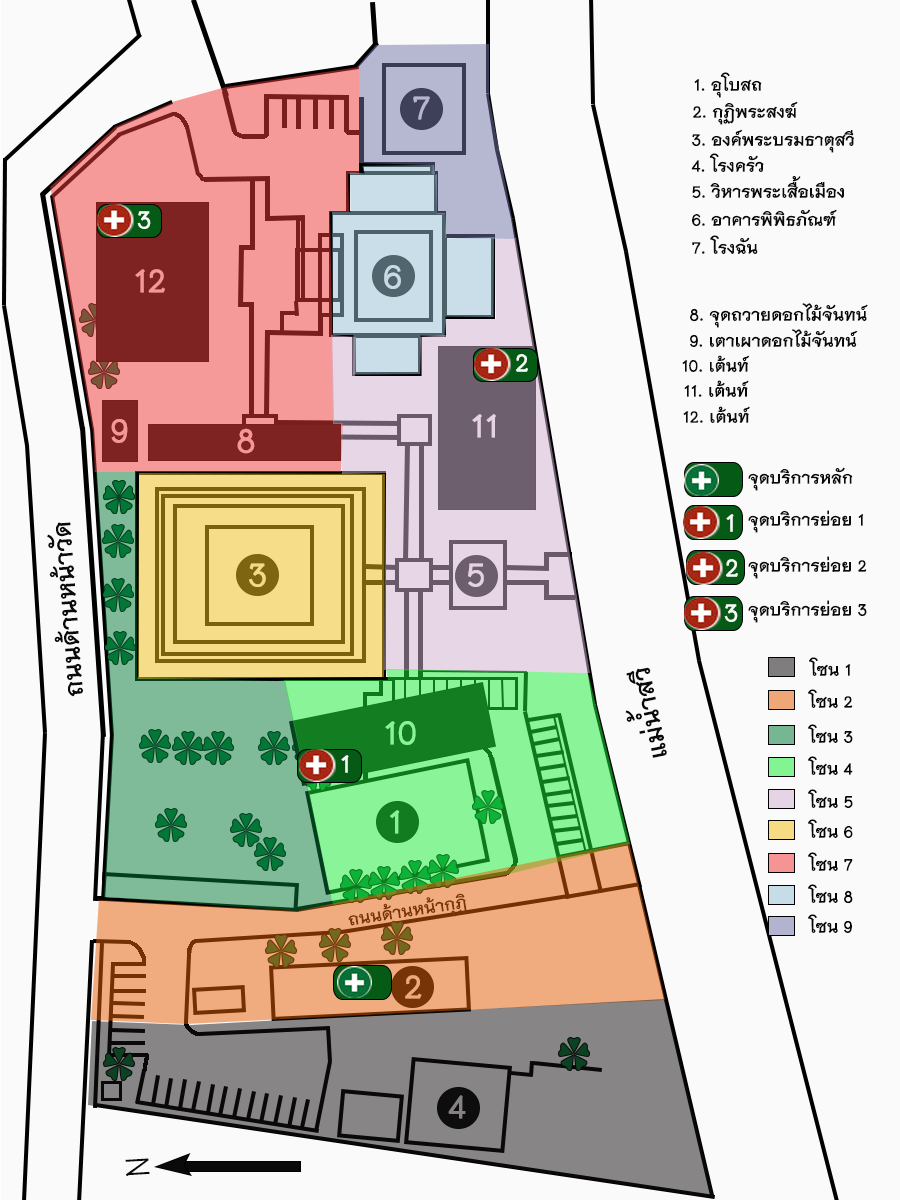 1. อุโบสถ
2. กุฏิพระสงฆ์
3. องค์พระบรมธาตุสวี
4. โรงครัว
5. วิหารพระเสื้อเมือง
6. อาคารพิพิธภัณฑ์
7. โรงฉัน
8. จุดถวายดอกไม้จันทน์
9. เตาเผาดอกไม้จันทน์
10. เต้นท์
11. เต้นท์
12. เต้นท์
จุดบริการหลัก
1 จุดบริการย่อย 1
2 จุดบริการย่อย 2
3 จุดบริการย่อย 3
โซน 1
โซน 2
โซน 3
โซน 4
โซน 5
โซน 6
โซน 7
โซน 8
โซน 9
7
3
12
6
2
11
9
8
3
5
10
1
1
2
4
ถนนด้านหน้าวัด
แม่น้ำสวี
ถนนด้านหน้ากุฏิ
N